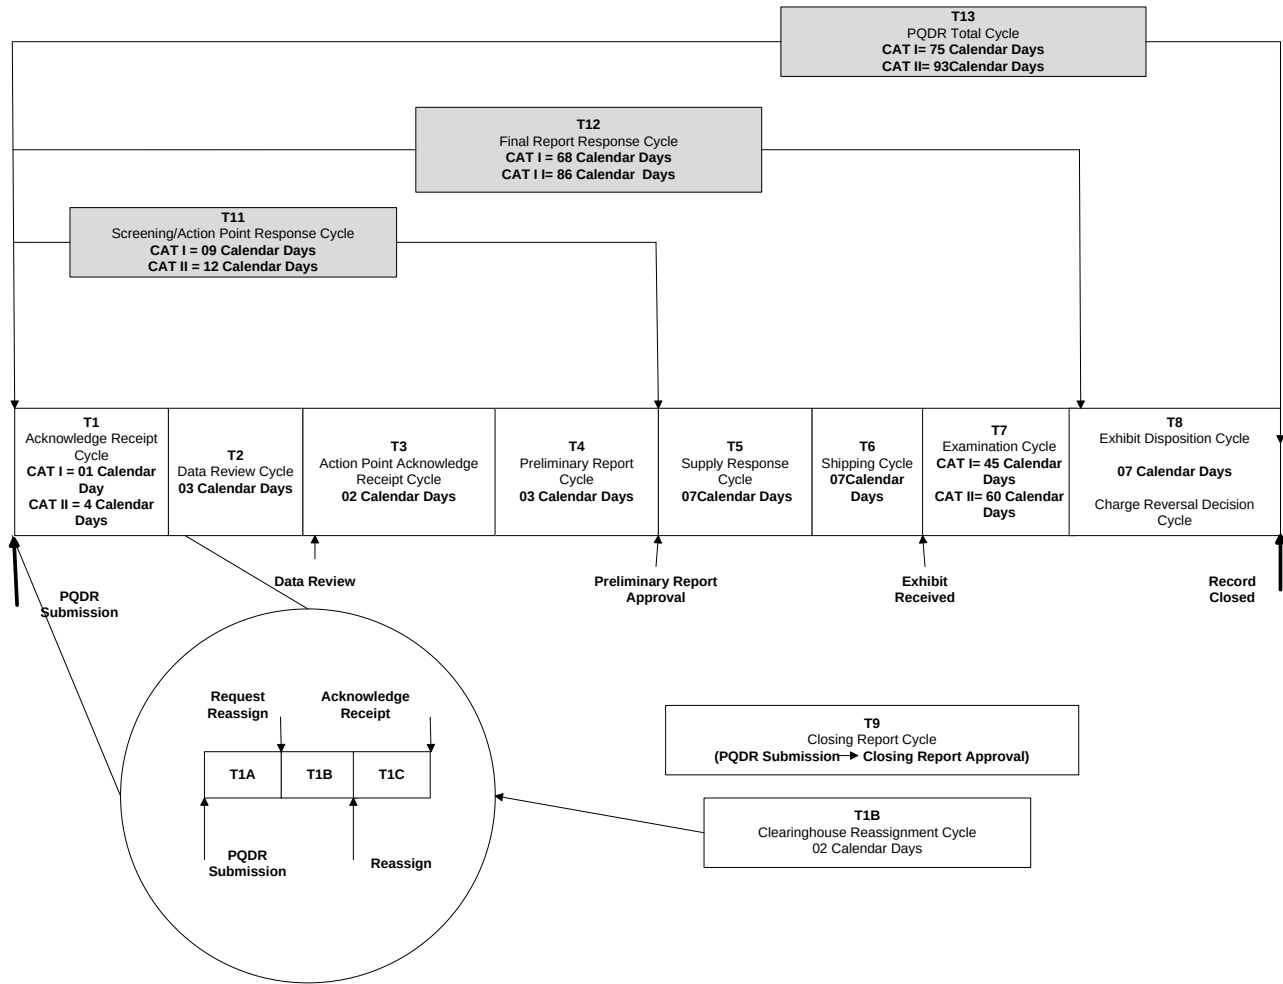 T13
PQDR Total Cycle
CAT I= 75 Calendar Days
CAT II= 93Calendar Days
T12
Final Report Response Cycle
CAT I = 68 Calendar Days
CAT I I= 86 Calendar  Days
T11
Screening/Action Point Response Cycle
CAT I = 09 Calendar Days
CAT II = 12 Calendar Days
T1
Acknowledge Receipt
Cycle
CAT I = 01 Calendar
Day
CAT II = 4 Calendar
Days
T2
Data Review Cycle
03 Calendar Days
T3
Action Point Acknowledge
Receipt Cycle
02 Calendar Days
T4
Preliminary Report
Cycle
03 Calendar Days
T5
Supply Response
Cycle
07Calendar Days
T6
Shipping Cycle
07Calendar
Days
T7
Examination Cycle
CAT I= 45 Calendar
Days
CAT II= 60 Calendar
Days
T8
Exhibit Disposition Cycle
07 Calendar Days
Charge Reversal Decision
Cycle
PQDR
Submission
Data Review
Preliminary Report
Approval
Exhibit
Received
Record
Closed
Request
Reassign
Acknowledge
Receipt
T1A
T1B
T1C
PQDR
Submission
Reassign
T9
Closing Report Cycle
(PQDR Submission Closing Report Approval)
T1B
Clearinghouse Reassignment Cycle
02 Calendar Days